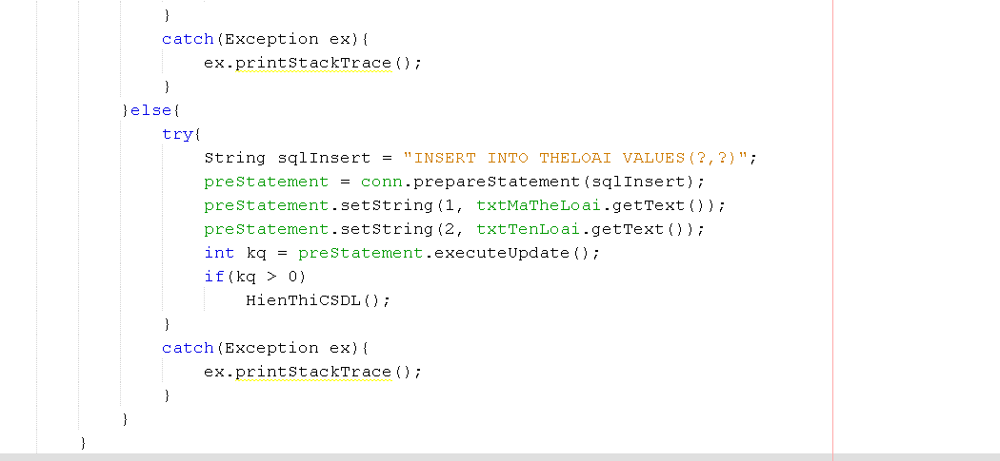 }
catch(Exception ex){
ex.printStackTrace();
}
}else{
try{
String sqlInsert = "INSERT INTO THELOAI VALUES(?,?)";
preStatement = conn.prepareStatement(sqlInsert);
preStatement.setString(1, txtMaTheLoai.getText());
preStatement.setString(2, txtTenLoai.getText());
int kq = preStatement.executeUpdate();
if(kq > 0)
HienThiCSDL();
}
catch(Exception ex){
ex.printStackTrace();
}
}
}